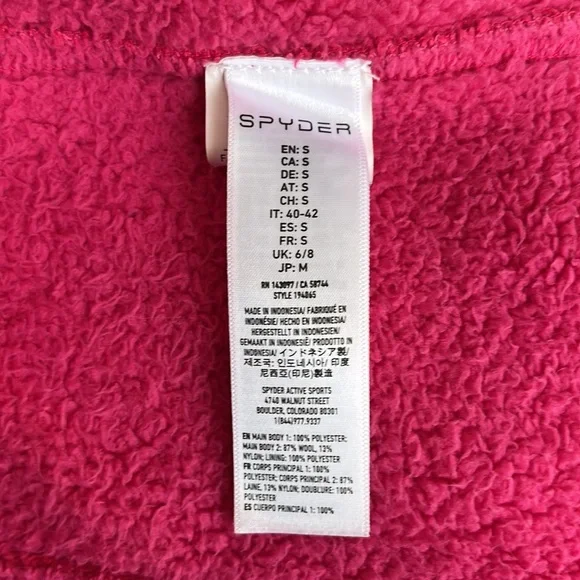 SPYDER
EN: S
CA: S
DE: S
AT: S
CH: S
IT: 40-42
ES: S
FR: S
UK: 6/8
JP: M
RN 143097 / CA 58744
STYLE 194065
MADE IN INDONESIA/ FABRIQUÉ EN
INDONÉSIE/ HECHO EN INDONESIA/
HERGESTELLT IN INDONESIEN/
GEMAAKT IN INDONESIË/ PRODOTTO IN
INDONESIA/ インドネシア製/
제조국: 인도네시아/ 印度
尼西亞(印尼)製造
SPYDER ACTIVE SPORTS
4740 WALNUT STREET
BOULDER, COLORADO 80301
1(844)977.9337
EN MAIN BODY 1: 100% POLYESTER;
MAIN BODY 2: 87% WOOL, 13%
NYLON; LINING: 100% POLYESTER
FR CORPS PRINCIPAL 1: 100%
POLYESTER; CORPS PRINCIPAL 2: 87%
LAINE, 13% NYLON; DOUBLURE: 100%
POLYESTER
ES CUERPO PRINCIPAL 1: 100%